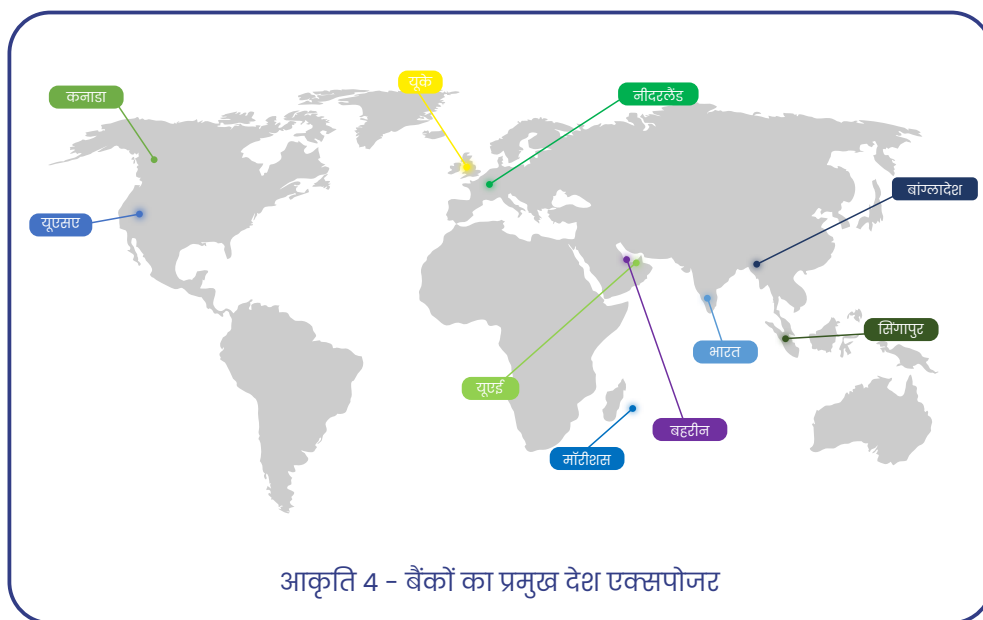 कनाडा
यूके
नीदरलैंड
बांग्लादेश
यूएसए
सिंगापुर
भारत
यूएई
बहरीन
मॉरीशस
आकृति 4 - बैंकों का प्रमुख देश एक्सपोजर